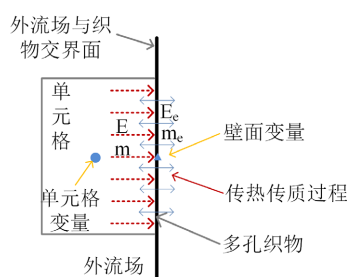 外流场与织
物交界面
单
元
格
E
m
E_e
m_e
壁面变量
单元格
变量
传热传质过程
多孔织物
外流场